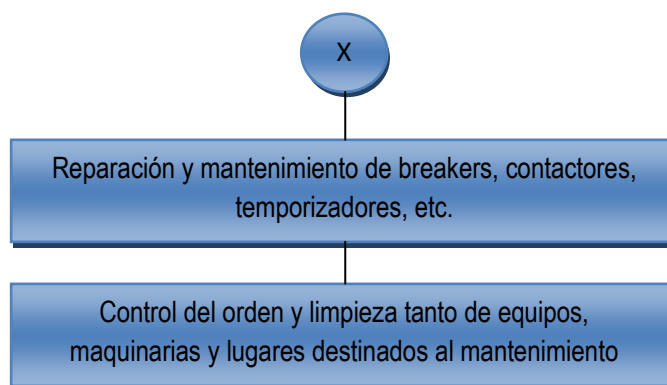 X
Reparación y mantenimiento de breakers, contactores,
temporizadores, etc.
Control del orden y limpieza tanto de equipos,
maquinarias y lugares destinados al mantenimiento